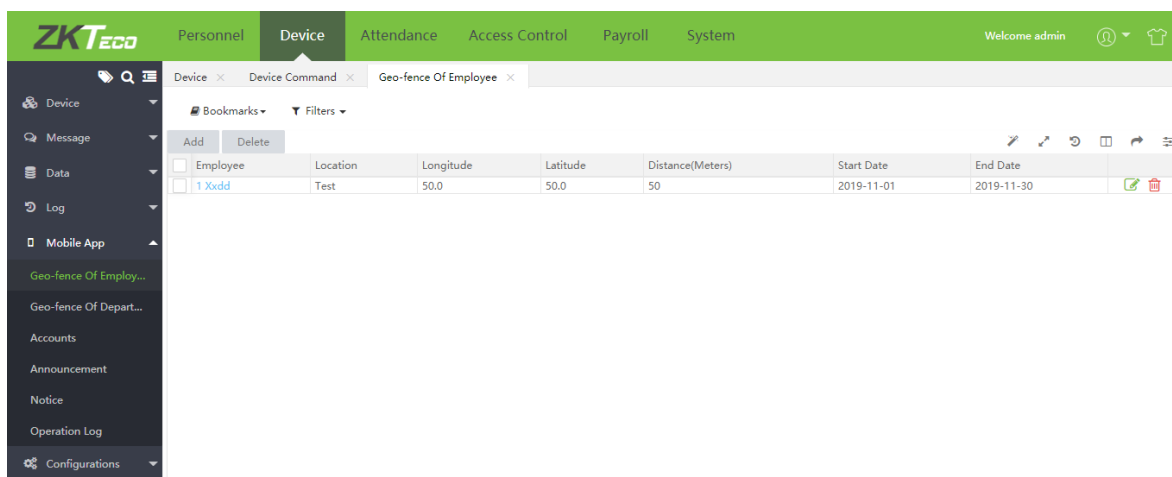 ZKTeco Personnel Device Attendance Access Control Payroll System Welcome admin
Device Device Command Geo-fence Of Employee
Device
Bookmarks Filters
Message
Add Delete
Employee Location Longitude Latitude Distance(Meters) Start Date End Date
Data
1 Xxdd Test 50.0 50.0 50 2019-11-01 2019-11-30
Log
Mobile App
Geo-fence Of Employ...
Geo-fence Of Depart...
Accounts
Announcement
Notice
Operation Log
Configurations